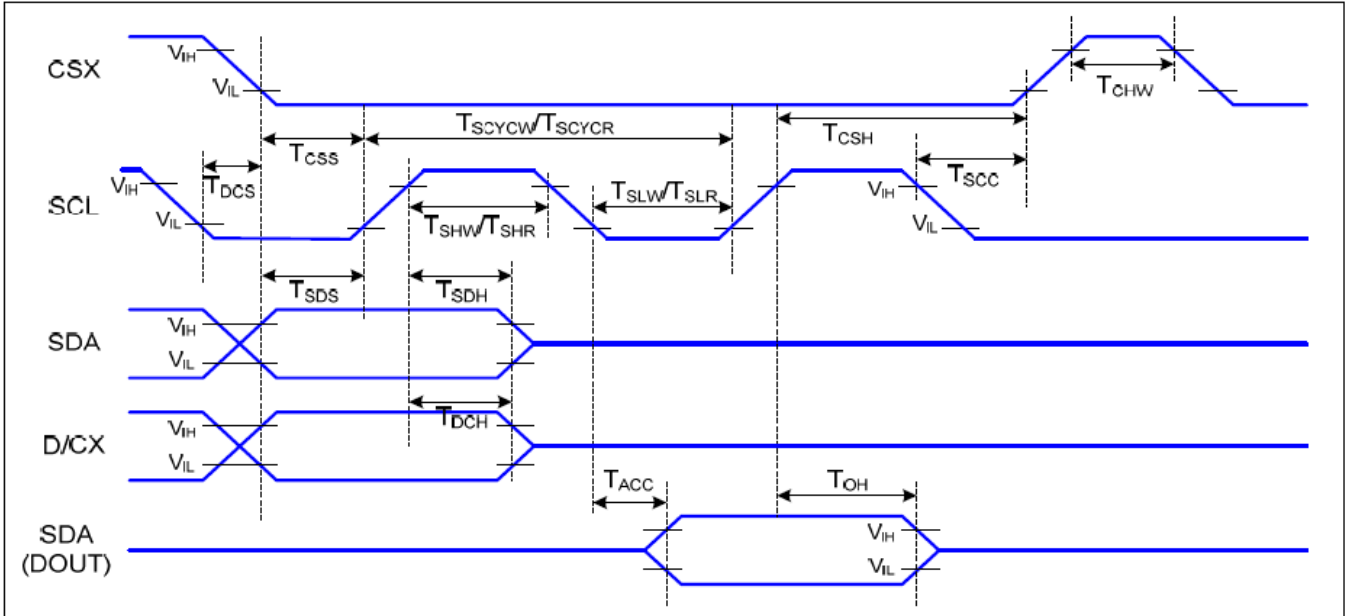 CSX
VIH
VIL
TCHW
TSCYCW/TSCYCR
TCSH
TCSS
TDCS
TSCC
SCL
VIH
VIL
TSHW/TSHR
TSLW/TSLR
VIH
VIL
TSDS
TSDH
SDA
VIH
VIL
TDCH
D/CX
VIH
VIL
TACC
TOH
SDA
(DOUT)
VIH
VIL